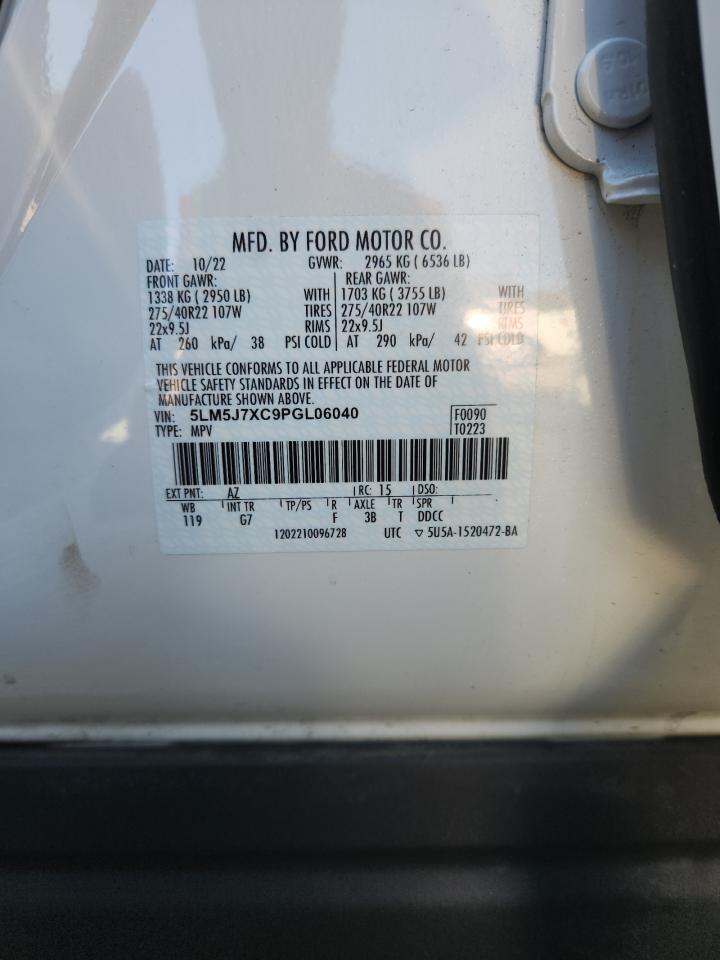 MFD. BY FORD MOTOR CO.
DATE: 10/22 GVWR: 2965 KG ( 6536 LB)
FRONT GAWR: REAR GAWR:
1338 KG ( 2950 LB) WITH 1703 KG ( 3755 LB) WITH
275/40R22 107W TIRES 275/40R22 107W TIRES
22x9.5J RIMS 22x9.5J RIMS
AT 260 kPa/ 38 PSI COLD AT 290 kPa/ 42 PSI COLD
THIS VEHICLE CONFORMS TO ALL APPLICABLE FEDERAL MOTOR
VEHICLE SAFETY STANDARDS IN EFFECT ON THE DATE OF
MANUFACTURE SHOWN ABOVE.
VIN: 5LM5J7XC9PGL06040 F0090
TYPE: MPV T0223
EXT PNT: AZ RC: 15 DSO:
WB INT TR TP/PS R AXLE TR SPR
119 G7 F 3B T DDCC
1202210096728 UTC ▽ 5U5A-1520472-BA
10.9